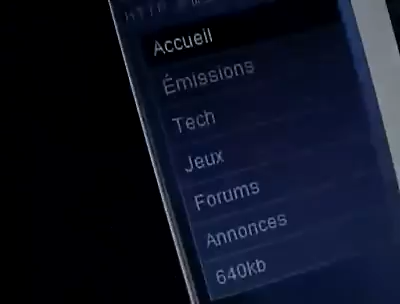 Accueil
Émissions
Tech
Jeux
Forums
Annonces
640kb